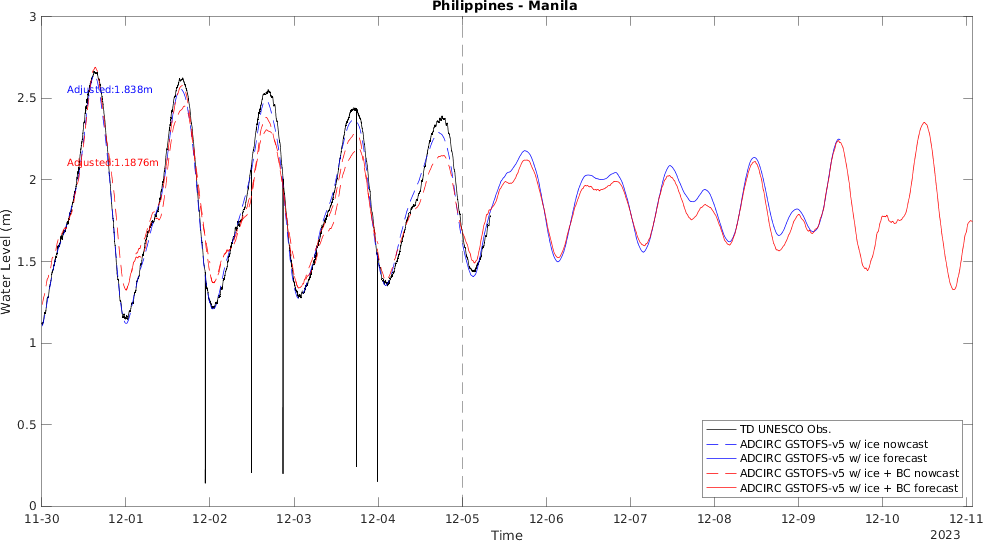 Philippines - Manila
3
2.5
2
1.5
1
0.5
0
Water Level (m)
Adjusted:1.838m
Adjusted:1.1876m
TD UNESCO Obs.
ADCIRC GSTOFS-v5 w/ ice nowcast
ADCIRC GSTOFS-v5 w/ ice forecast
ADCIRC GSTOFS-v5 w/ ice + BC nowcast
ADCIRC GSTOFS-v5 w/ ice + BC forecast
11-30 12-01 12-02 12-03 12-04 12-05 12-06 12-07 12-08 12-09 12-10 12-11
Time
2023